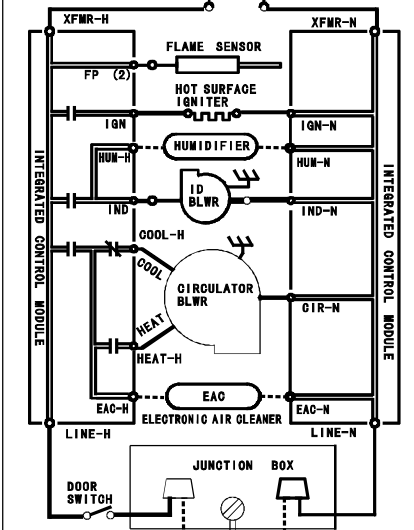 XFMR-H
XFMR-N
FLAME SENSOR
FP (2)
HOT SURFACE
IGNITER
IGN
IGN-N
HUMIDIFIER
HUM-H
HUM-N
ID
BLWR
IND
IND-N
INTEGRATED CONTROL MODULE
INTEGRATED CONTROL MODULE
COOL-H
COOL
CIRCULATOR
BLWR
CIR-N
HEAT
HEAT-H
EAC
EAC-H
EAC-N
ELECTRONIC AIR CLEANER
LINE-H
LINE-N
JUNCTION BOX
DOOR
SWITCH